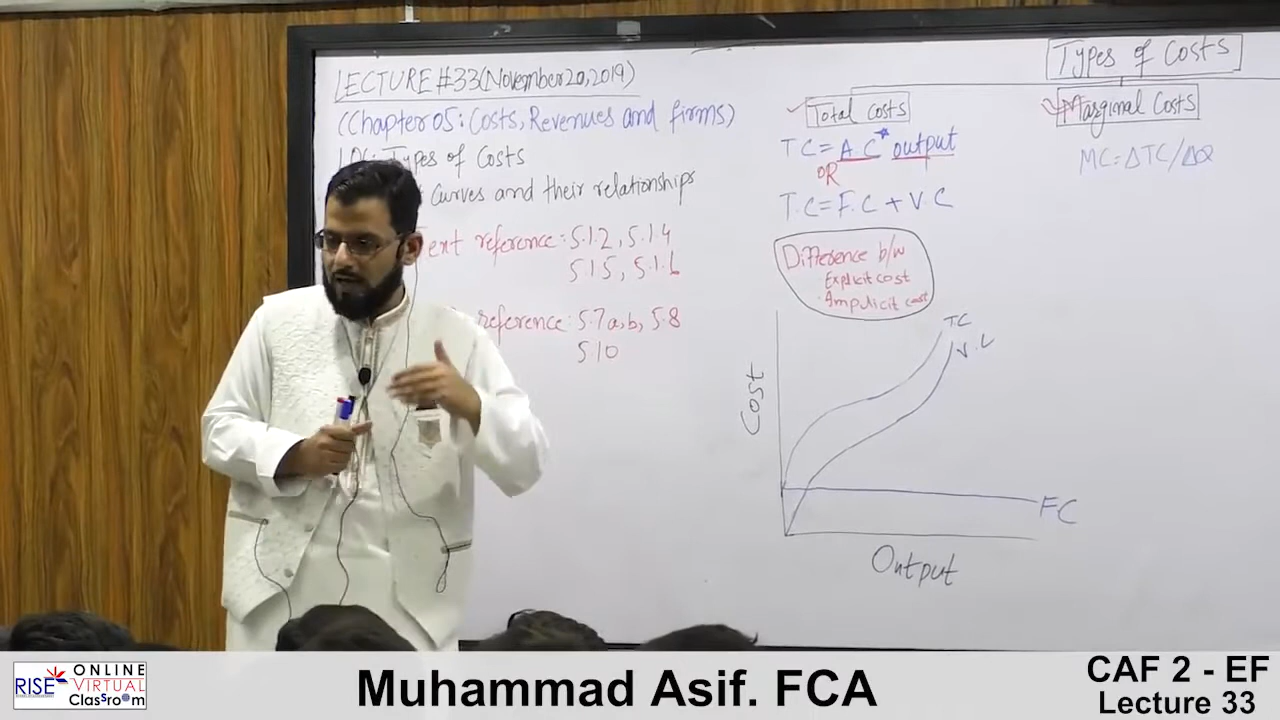 LECTURE #33(November 20, 2019)
(Chapter 05: Costs, Revenues and firms)
Types of Costs
Curves and their relationships
Text reference: 5.1.2, 5.1.4
5.1.5, 5.1.6
reference: 5.7a,b, 5.8
5.10
Types of Costs
Total Costs
TC = A.C * output
OR
T.C = F.C + V.C
Difference b/w
Explicit cost
Ampulicit cost
TC
V.C
Cost
FC
Output
Marginal Costs
MC = ΔTC/ΔQ
RISE
ONLINE
VIRTUAL
Classroom
Muhammad Asif. FCA
CAF 2 - EF
Lecture 33